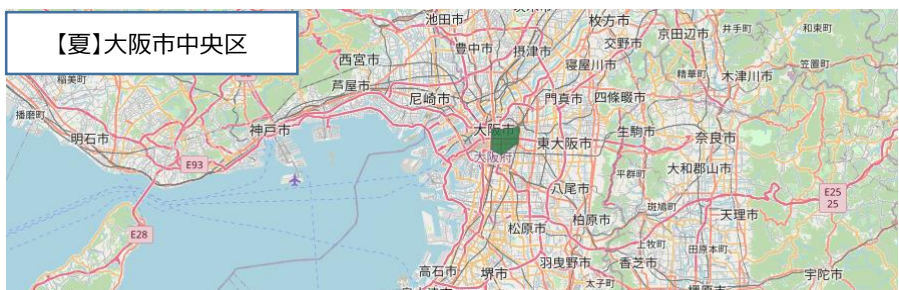 【夏】大阪市中央区
池田市
枚方市
京田辺市
井手町
和束町
豊中市
摂津市
交野市
笠置町
西宮市
寝屋川市
精華町
木津川市
稲美町
芦屋市
尼崎市
門真市
四條畷市
播磨町
明石市
神戸市
大阪市
東大阪市
生駒市
奈良市
大阪府
E93
平群町
大和郡山市
八尾市
斑鳩町
E25
25
天理市
柏原市
E28
松原市
上牧町
田原本町
高石市
堺市
羽曳野市
香芝市
太子町
宇陀市